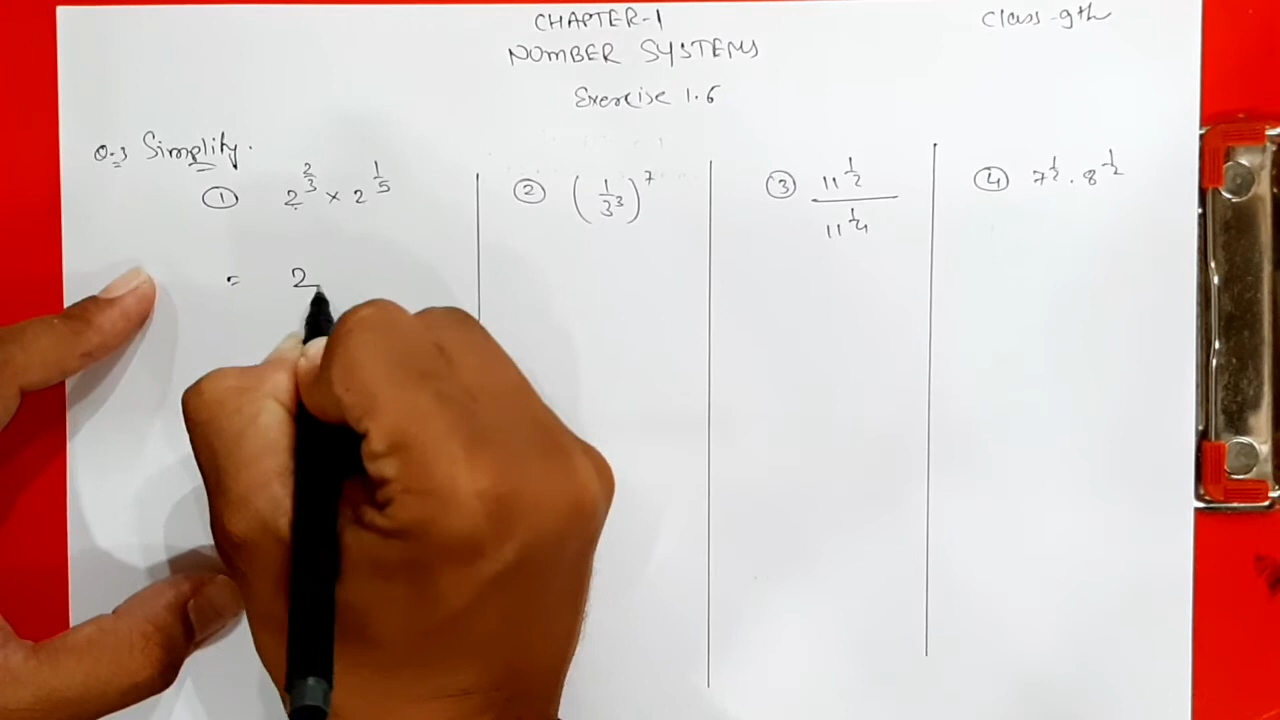 CHAPTER-1
Class-9th
NUMBER SYSTEMS
Exercise 1.6
Q-3 Simplify.
① 2^(2/3) × 2^(1/5)
② (1/3^3)^7
③ 11^(1/2) / 11^(1/4)
④ 7^(1/2) . 8^(1/2)
= 2